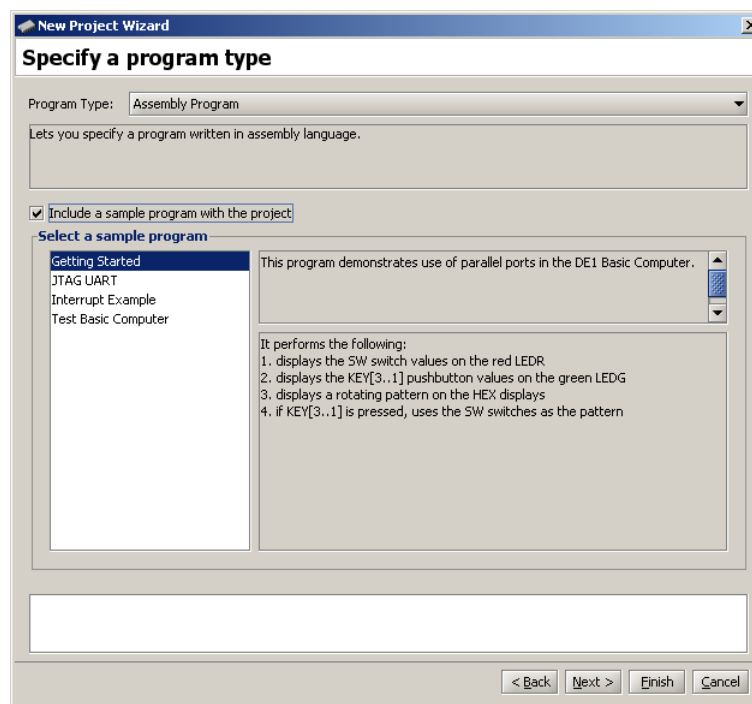 New Project Wizard
Specify a program type
Program Type: Assembly Program
Lets you specify a program written in assembly language.
Include a sample program with the project
Select a sample program
Getting Started
JTAG UART
Interrupt Example
Test Basic Computer
This program demonstrates use of parallel ports in the DE1 Basic Computer.
It performs the following:
1. displays the SW switch values on the red LEDR
2. displays the KEY[3..1] pushbutton values on the green LEDG
3. displays a rotating pattern on the HEX displays
4. if KEY[3..1] is pressed, uses the SW switches as the pattern
< Back Next > Finish Cancel